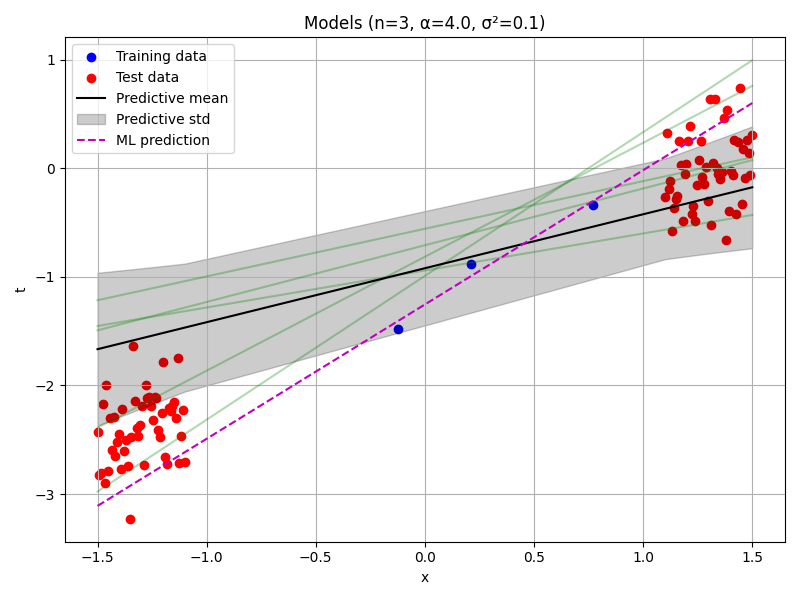 Models (n=3, α=4.0, σ²=0.1)
Training data
Test data
Predictive mean
Predictive std
ML prediction
1
0
−1
−2
−3
t
−1.5 −1.0 −0.5 0.0 0.5 1.0 1.5
x